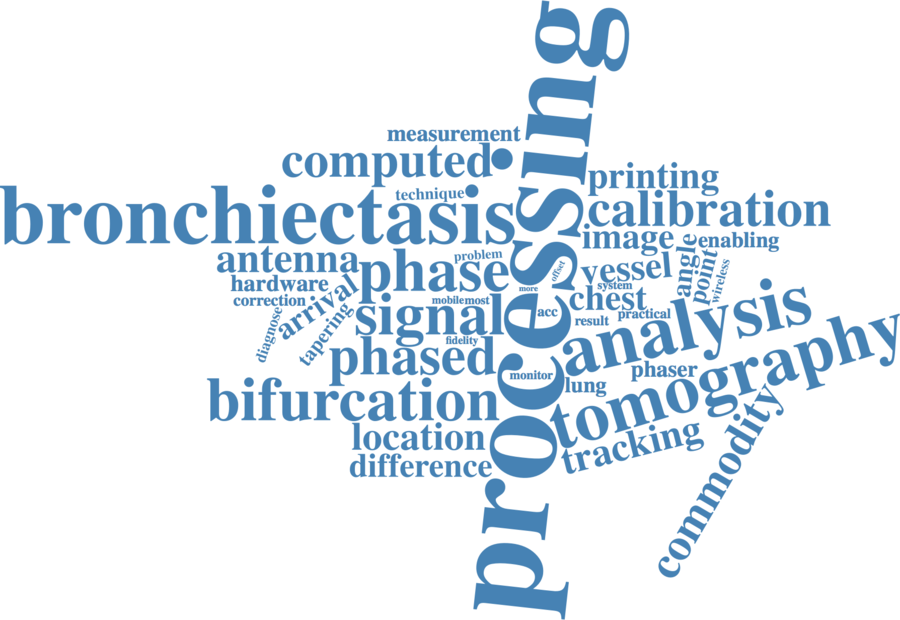 processing
measurement
computed
technique
bronchiectasis
printing
calibration
image
enabling
antenna
phase
problem
offset
vessel
angle
point
wireless
hardware
correction
arrival
diagnose
tapering
signal
mobile
most
more
acc
system
chest
result
practical
fidelity
phased
analysis
monitor
lung
phaser
bifurcation
tomography
location
tracking
difference
commodity